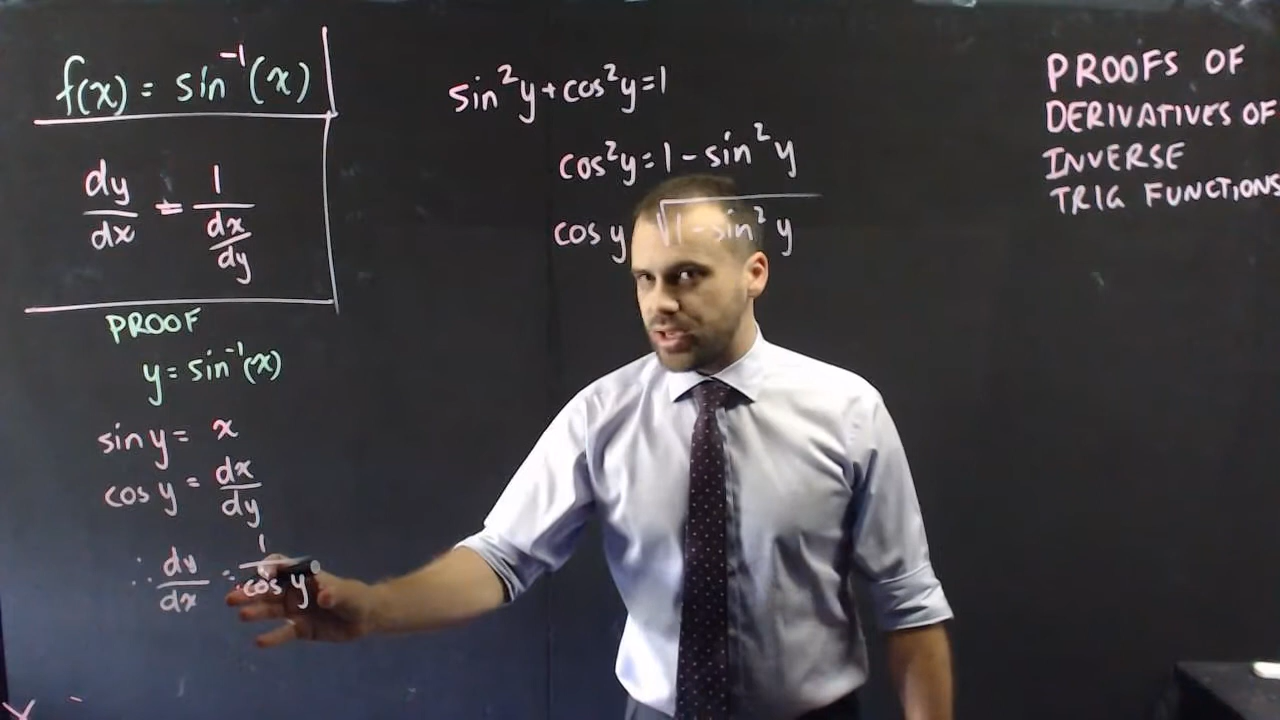 f(x) = sin⁻¹(x)
dy/dx = 1/(dx/dy)
PROOF
y = sin⁻¹(x)
sin y = x
cos y = dx/dy
∴ dy/dx = 1/cos y
sin²y + cos²y = 1
cos²y = 1 - sin²y
cos y √(1 - sin²y)
PROOFS OF
DERIVATIVES OF
INVERSE
TRIG FUNCTIONS